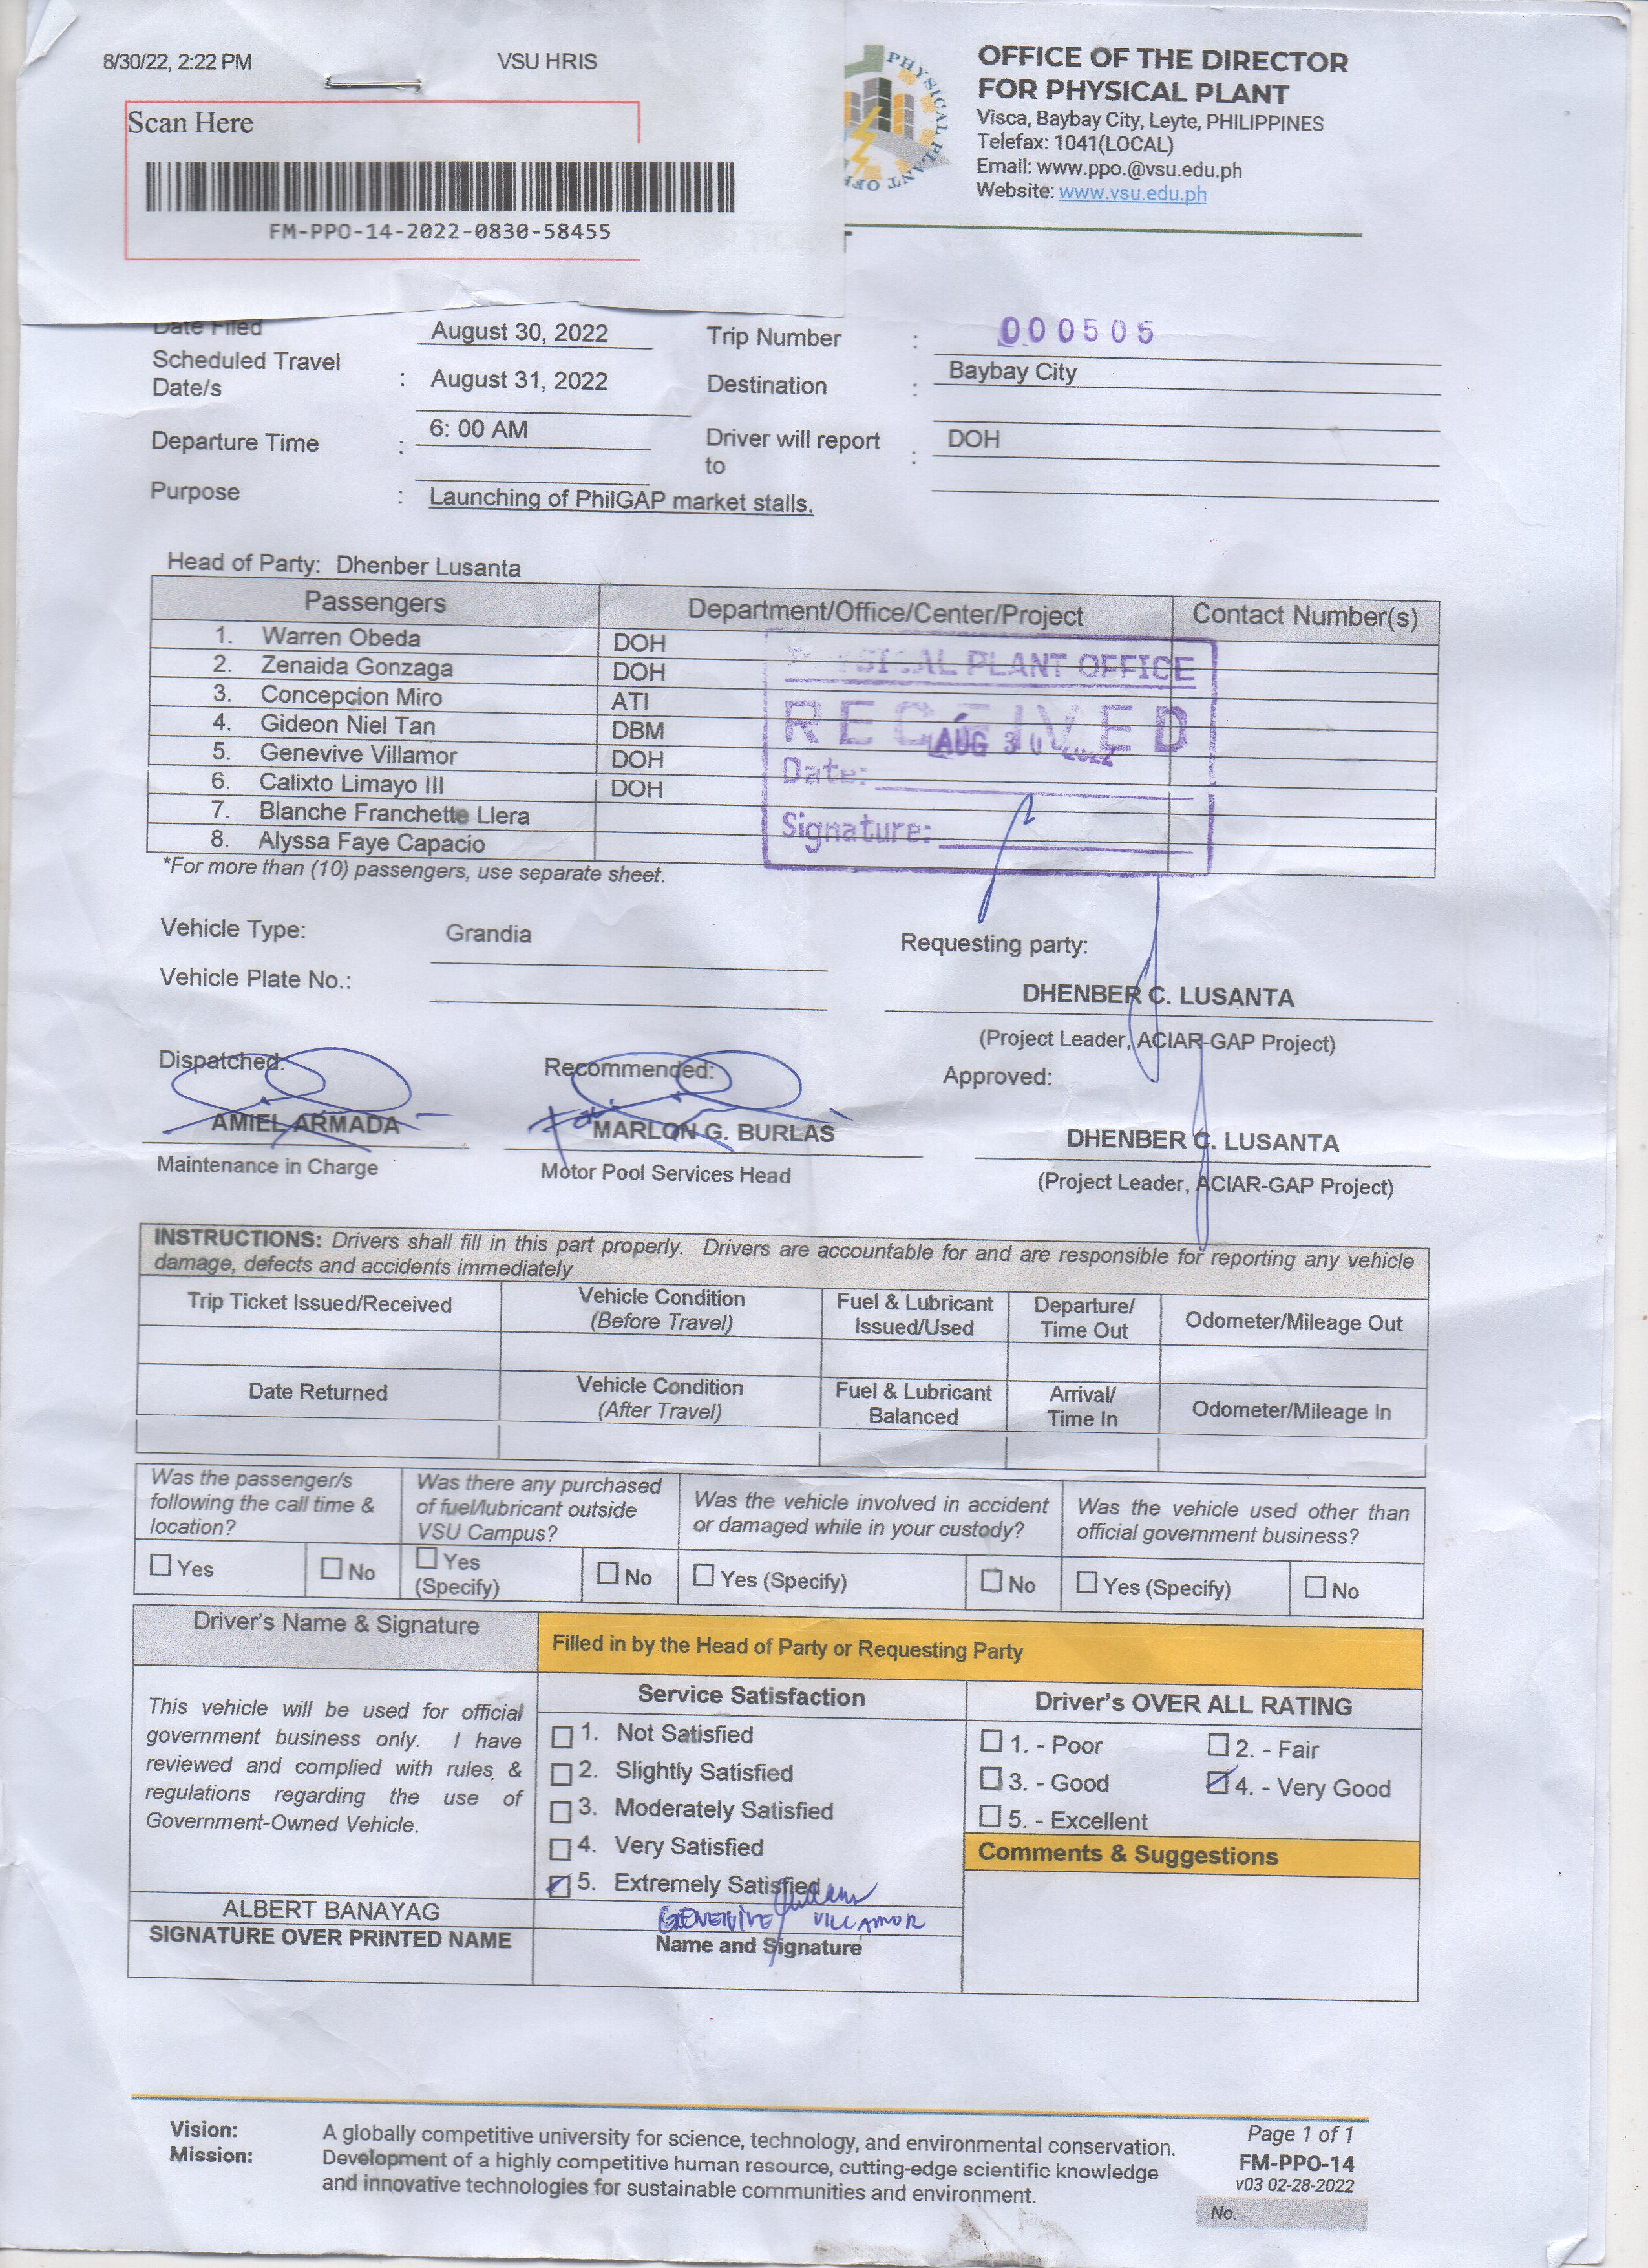 8/30/22, 2:22 PM VSU HRIS
Scan Here
FM-PPO-14-2022-0830-58455
PHYSICAL PLANT OFF
OFFICE OF THE DIRECTOR
FOR PHYSICAL PLANT
Visca, Baybay City, Leyte, PHILIPPINES
Telefax: 1041(LOCAL)
Email: www.ppo.@vsu.edu.ph
Website: www.vsu.edu.ph
Date Filed August 30, 2022 Trip Number : 000505
Scheduled Travel Date/s : August 31, 2022 Destination : Baybay City
Departure Time : 6: 00 AM Driver will report to : DOH
Purpose : Launching of PhilGAP market stalls.
Head of Party: Dhenber Lusanta
Passengers Department/Office/Center/Project Contact Number(s)
1. Warren Obeda DOH
2. Zenaida Gonzaga DOH
3. Concepcion Miro ATI
4. Gideon Niel Tan DBM
5. Genevive Villamor DOH
6. Calixto Limayo III DOH
7. Blanche Franchette Llera
8. Alyssa Faye Capacio
SICAL PLANT OFFICE
RECEIVED
AUG 30 2022
Date:
Signature:
*For more than (10) passengers, use separate sheet.
Vehicle Type: Grandia
Requesting party:
Vehicle Plate No.:
DHENBER C. LUSANTA
(Project Leader, ACIAR-GAP Project)
Dispatched: Recommended: Approved:
AMIEL ARMADA MARLON G. BURLAS DHENBER C. LUSANTA
Maintenance in Charge Motor Pool Services Head (Project Leader, ACIAR-GAP Project)
INSTRUCTIONS: Drivers shall fill in this part properly. Drivers are accountable for and are responsible for reporting any vehicle
damage, defects and accidents immediately
Trip Ticket Issued/Received Vehicle Condition (Before Travel) Fuel & Lubricant Issued/Used Departure/ Time Out Odometer/Mileage Out
Date Returned Vehicle Condition (After Travel) Fuel & Lubricant Balanced Arrival/ Time In Odometer/Mileage In
Was the passenger/s following the call time & location?
Was there any purchased of fuel/lubricant outside VSU Campus?
Was the vehicle involved in accident or damaged while in your custody?
Was the vehicle used other than official government business?
Yes No Yes (Specify) No Yes (Specify) No Yes (Specify) No
Driver's Name & Signature
Filled in by the Head of Party or Requesting Party
This vehicle will be used for official
government business only. I have
reviewed and complied with rules, &
regulations regarding the use of
Government-Owned Vehicle.
ALBERT BANAYAG
SIGNATURE OVER PRINTED NAME
Service Satisfaction
1. Not Satisfied
2. Slightly Satisfied
3. Moderately Satisfied
4. Very Satisfied
5. Extremely Satisfied
GENEVIVE VILLAMOR
Name and Signature
Driver's OVER ALL RATING
1. - Poor 2. - Fair
3. - Good 4. - Very Good
5. - Excellent
Comments & Suggestions
Vision: A globally competitive university for science, technology, and environmental conservation.
Mission: Development of a highly competitive human resource, cutting-edge scientific knowledge
and innovative technologies for sustainable communities and environment.
Page 1 of 1
FM-PPO-14
v03 02-28-2022
No.